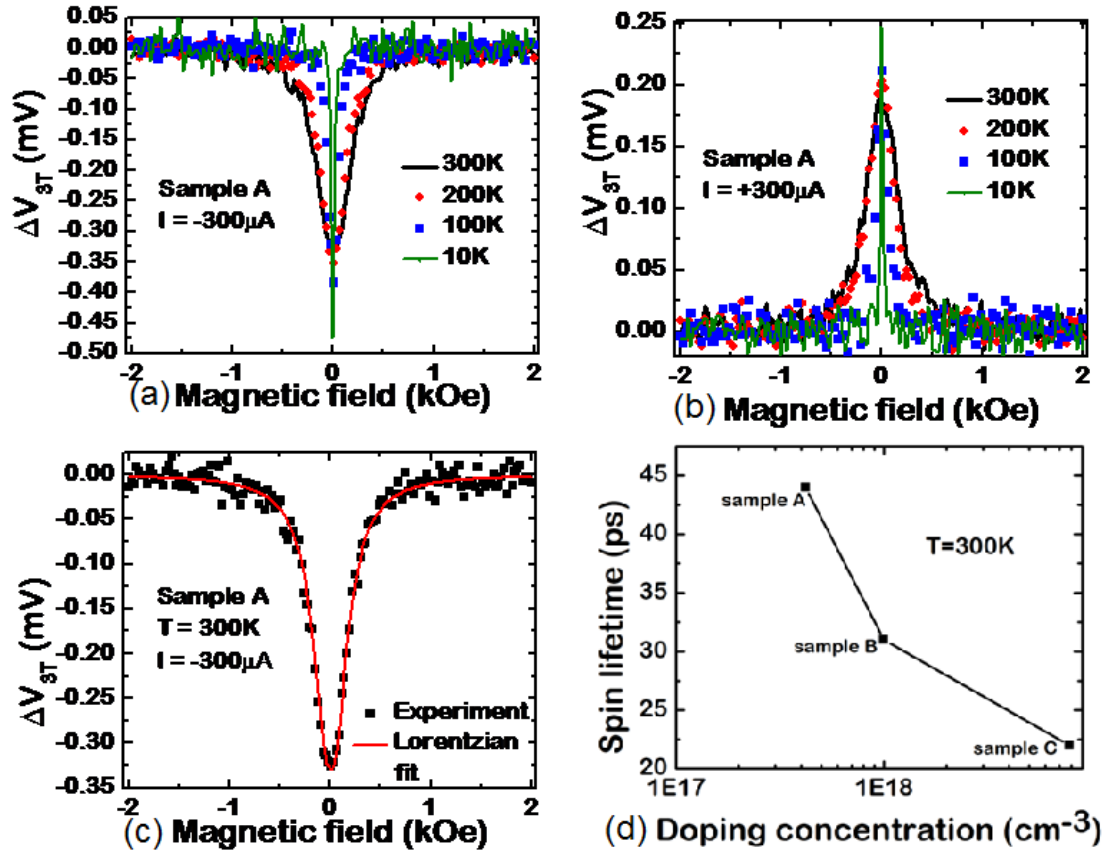 0.05
0.00
-0.05
-0.10
-0.15
-0.20
-0.25
-0.30
-0.35
-0.40
-0.45
-0.50
ΔV3T (mV)
300K
200K
100K
10K
Sample A
I = -300μA
-2
-1
0
1
2
(a) Magnetic field (kOe)
0.20
0.15
0.10
0.05
0.00
ΔV3T (mV)
300K
200K
100K
10K
Sample A
I = +300μA
-2
-1
0
1
2
(b) Magnetic field (kOe)
0.00
-0.05
-0.10
-0.15
-0.20
-0.25
-0.30
-0.35
ΔV3T (mV)
Sample A
T = 300K
I = -300μA
Experiment
Lorentzian
fit
-2
-1
0
1
2
(c) Magnetic field (kOe)
45
40
35
30
25
20
Spin lifetime (ps)
sample A
T=300K
sample B
sample C
1E17
1E18
(d) Doping concentration (cm-3)